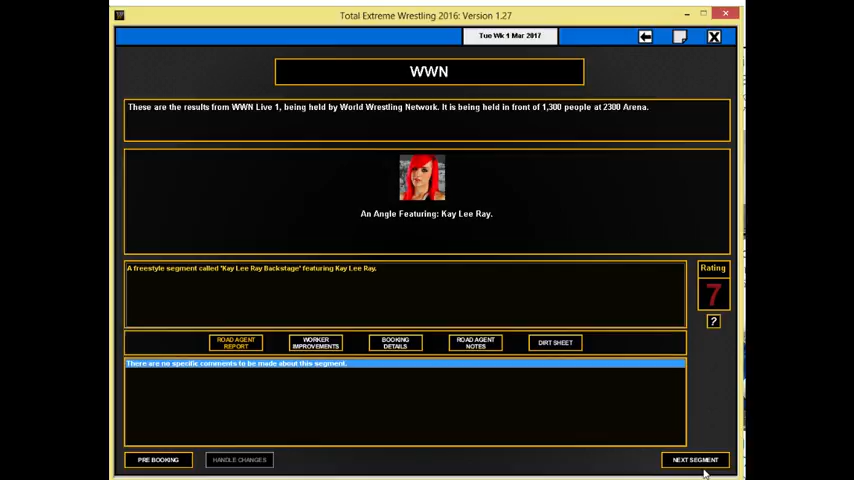 Total Extreme Wrestling 2016: Version 1.27
Tue Wk 1 Mar 2017
WWN
These are the results from WWN Live 1, being held by World Wrestling Network. It is being held in front of 1,300 people at 2300 Arena.
An Angle Featuring: Kay Lee Ray.
A freestyle segment called 'Kay Lee Ray Backstage' featuring Kay Lee Ray.
Rating
7
?
ROAD AGENT
REPORT
WORKER
IMPROVEMENTS
BOOKING
DETAILS
ROAD AGENT
NOTES
DIRT SHEET
There are no specific comments to be made about this segment.
PRE BOOKING
HANDLE CHANGES
NEXT SEGMENT